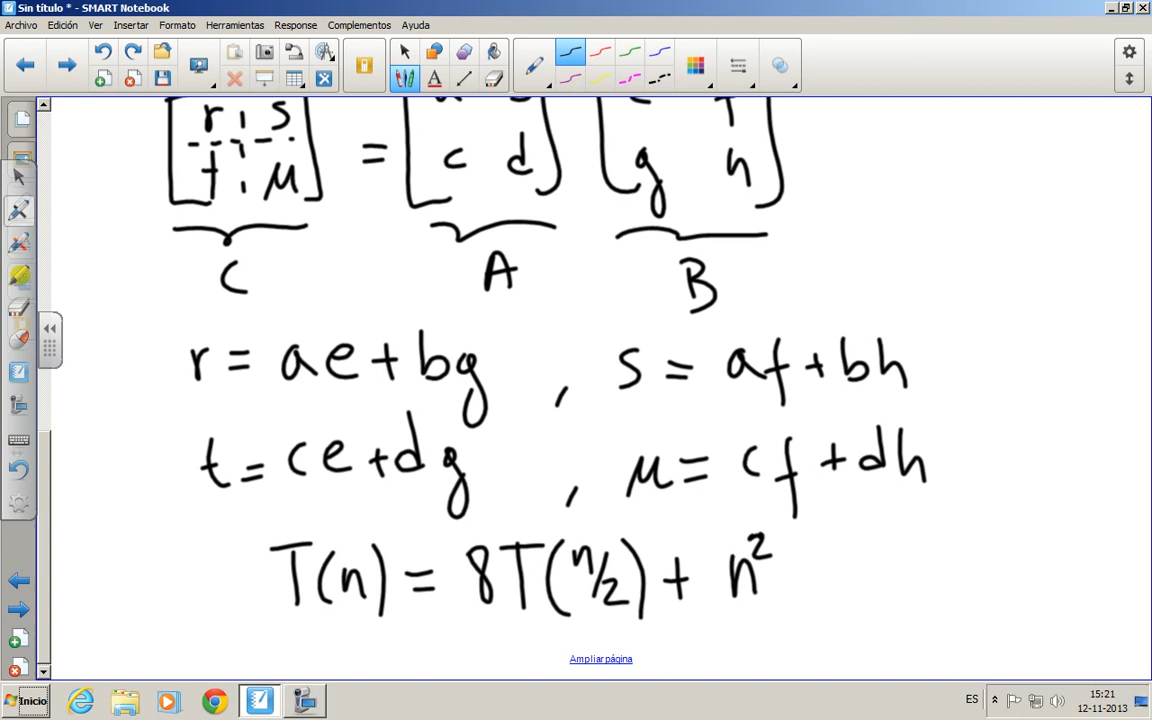 Sin título * - SMART Notebook
Archivo Edición Ver Insertar Formato Herramientas Response Complementos Ayuda
r s
t μ
=
c d
g h
C A B
r = ae + bg , s = af + bh
t = ce + dg , μ = cf + dh
T(n) = 8T(n/2) + n²
Ampliar página
Inicio
ES
15:21
12-11-2013